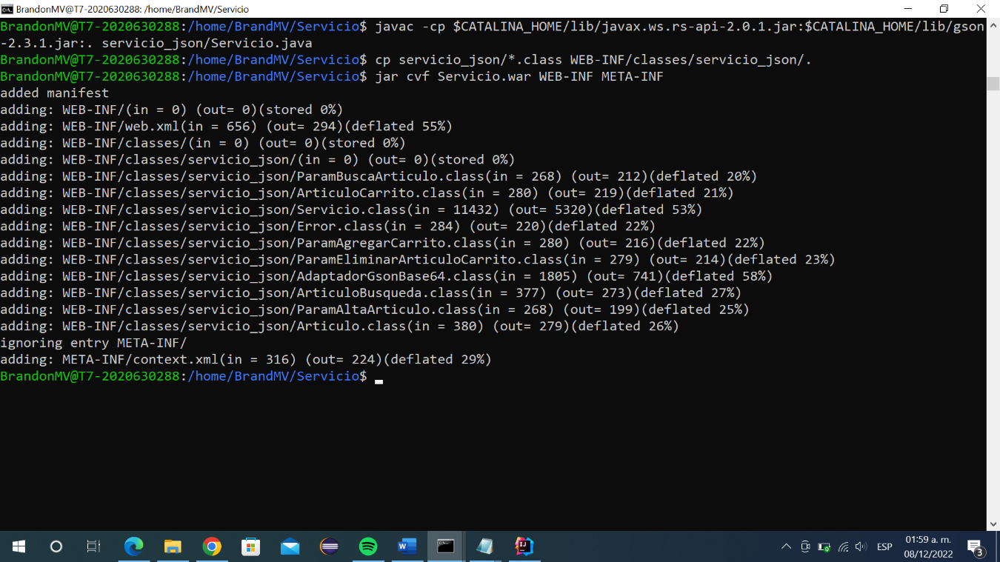 BrandonMV@T7-2020630288: /home/BrandMV/Servicio
BrandonMV@T7-2020630288:/home/BrandMV/Servicio$ javac -cp $CATALINA_HOME/lib/javax.ws.rs-api-2.0.1.jar:$CATALINA_HOME/lib/gson
-2.3.1.jar:. servicio_json/Servicio.java
BrandonMV@T7-2020630288:/home/BrandMV/Servicio$ cp servicio_json/*.class WEB-INF/classes/servicio_json/.
BrandonMV@T7-2020630288:/home/BrandMV/Servicio$ jar cvf Servicio.war WEB-INF META-INF
added manifest
adding: WEB-INF/(in = 0) (out= 0)(stored 0%)
adding: WEB-INF/web.xml(in = 656) (out= 294)(deflated 55%)
adding: WEB-INF/classes/(in = 0) (out= 0)(stored 0%)
adding: WEB-INF/classes/servicio_json/(in = 0) (out= 0)(stored 0%)
adding: WEB-INF/classes/servicio_json/ParamBuscaArticulo.class(in = 268) (out= 212)(deflated 20%)
adding: WEB-INF/classes/servicio_json/ArticuloCarrito.class(in = 280) (out= 219)(deflated 21%)
adding: WEB-INF/classes/servicio_json/Servicio.class(in = 11432) (out= 5320)(deflated 53%)
adding: WEB-INF/classes/servicio_json/Error.class(in = 284) (out= 220)(deflated 22%)
adding: WEB-INF/classes/servicio_json/ParamAgregarCarrito.class(in = 280) (out= 216)(deflated 22%)
adding: WEB-INF/classes/servicio_json/ParamEliminarArticuloCarrito.class(in = 279) (out= 214)(deflated 23%)
adding: WEB-INF/classes/servicio_json/AdaptadorGsonBase64.class(in = 1805) (out= 741)(deflated 58%)
adding: WEB-INF/classes/servicio_json/ArticuloBusqueda.class(in = 377) (out= 273)(deflated 27%)
adding: WEB-INF/classes/servicio_json/ParamAltaArticulo.class(in = 268) (out= 199)(deflated 25%)
adding: WEB-INF/classes/servicio_json/Articulo.class(in = 380) (out= 279)(deflated 26%)
ignoring entry META-INF/
adding: META-INF/context.xml(in = 316) (out= 224)(deflated 29%)
BrandonMV@T7-2020630288:/home/BrandMV/Servicio$
ESP
01:59 a. m.
08/12/2022
3